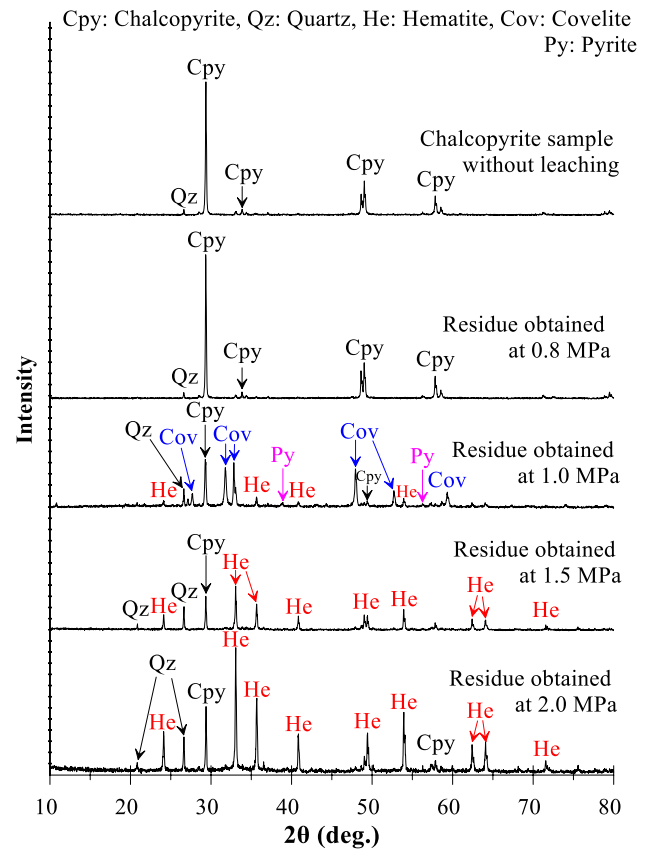 Cpy: Chalcopyrite, Qz: Quartz, He: Hematite, Cov: Covelite
Py: Pyrite
Cpy
Chalcopyrite sample
without leaching
Qz
Cpy
Cpy
Cpy
Cpy
Residue obtained
at 0.8 MPa
Qz
Cpy
Cpy
Cpy
Intensity
Cpy
Qz
Cov
Cov
Cov
Py
Py
Cov
Residue obtained
at 1.0 MPa
He
He
He
Cpy
He
Cpy
He
Residue obtained
at 1.5 MPa
Qz
He
Qz
He
He
He
He
He
He
Qz
Cpy
He
He
He
He
Cpy
He
He
Residue obtained
at 2.0 MPa
10 20 30 40 50 60 70 80
2θ (deg.)